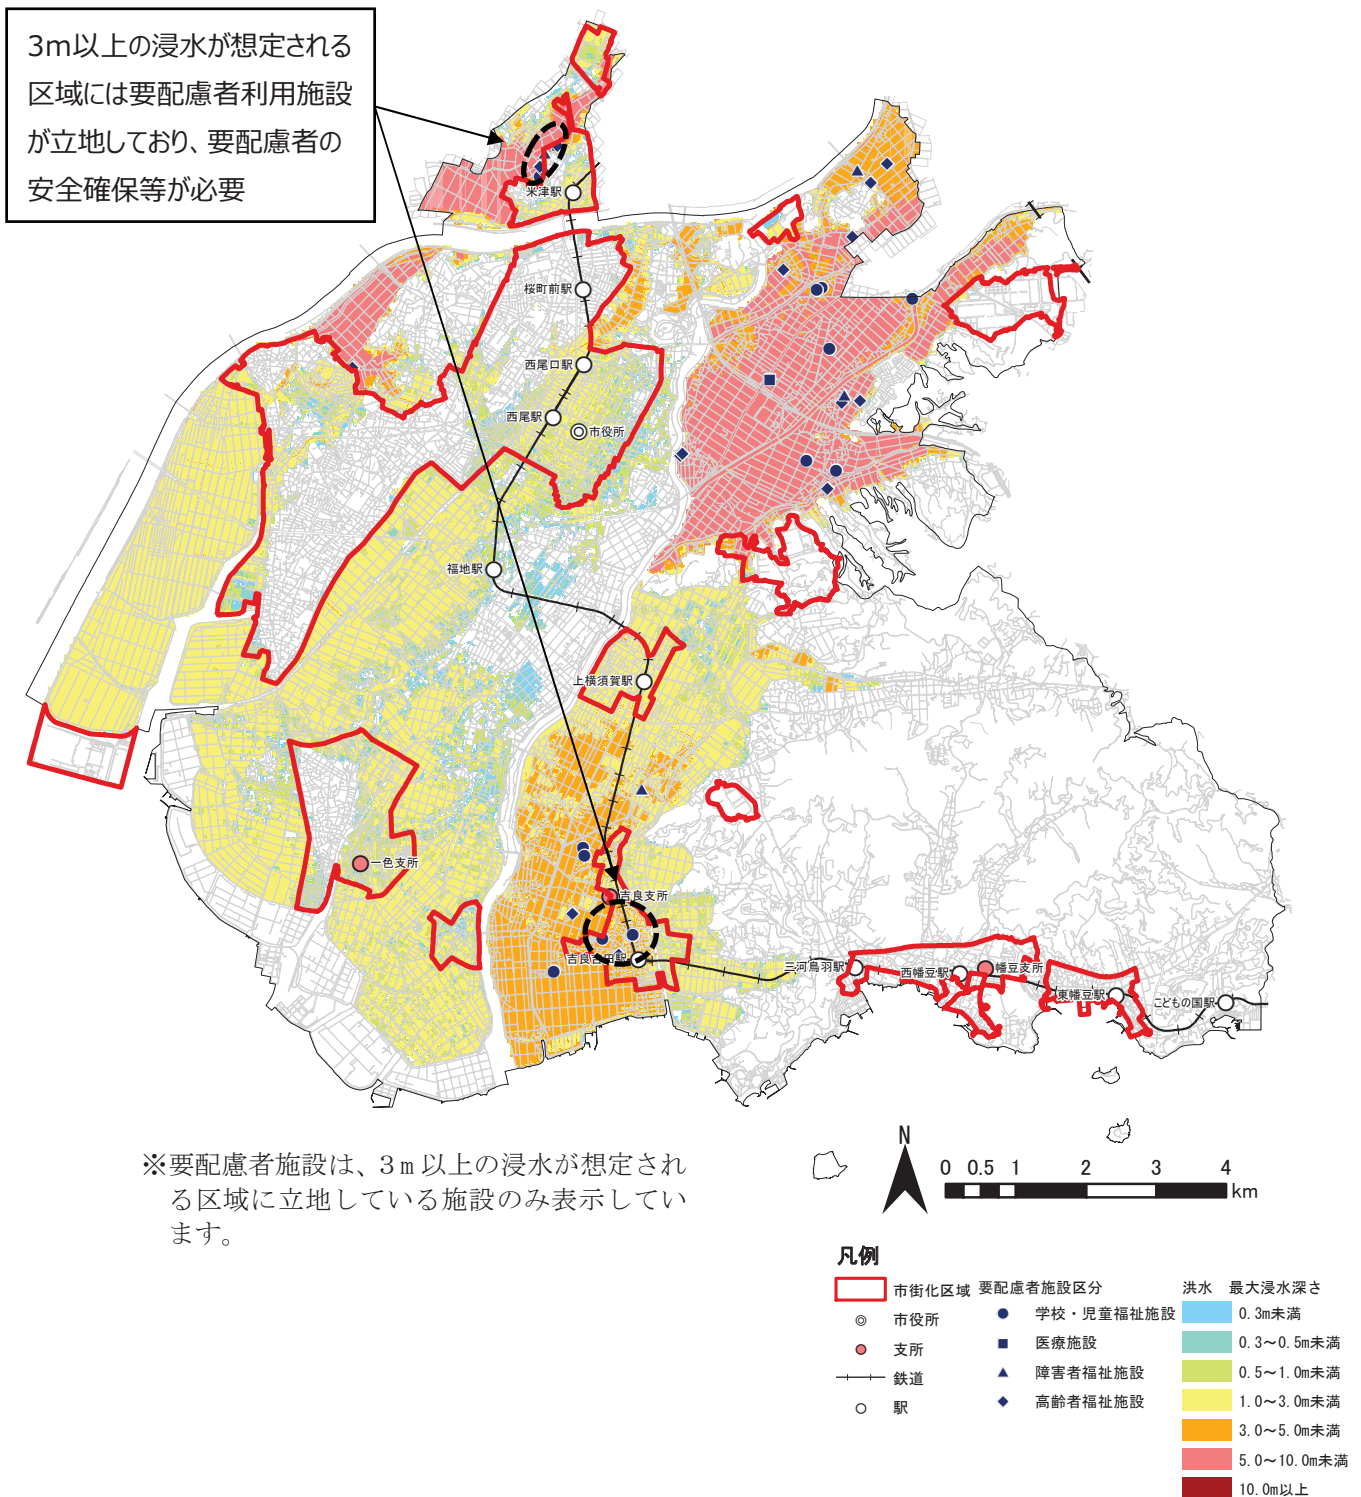 3m以上の浸水が想定される
区域には要配慮者利用施設
が立地しており、要配慮者の
安全確保等が必要
米津駅
桜町前駅
西尾口駅
西尾駅
市役所
福地駅
上横須賀駅
一色支所
吉良支所
吉良吉田駅
三河鳥羽駅
西幡豆駅
幡豆支所
東幡豆駅
こどもの国駅
※要配慮者施設は、3m以上の浸水が想定され
る区域に立地している施設のみ表示してい
ます。
N
0 0.5 1 2 3 4
km
凡例
市街化区域
市役所
支所
鉄道
駅
要配慮者施設区分
学校・児童福祉施設
医療施設
障害者福祉施設
高齢者福祉施設
洪水 最大浸水深さ
0.3m未満
0.3～0.5m未満
0.5～1.0m未満
1.0～3.0m未満
3.0～5.0m未満
5.0～10.0m未満
10.0m以上